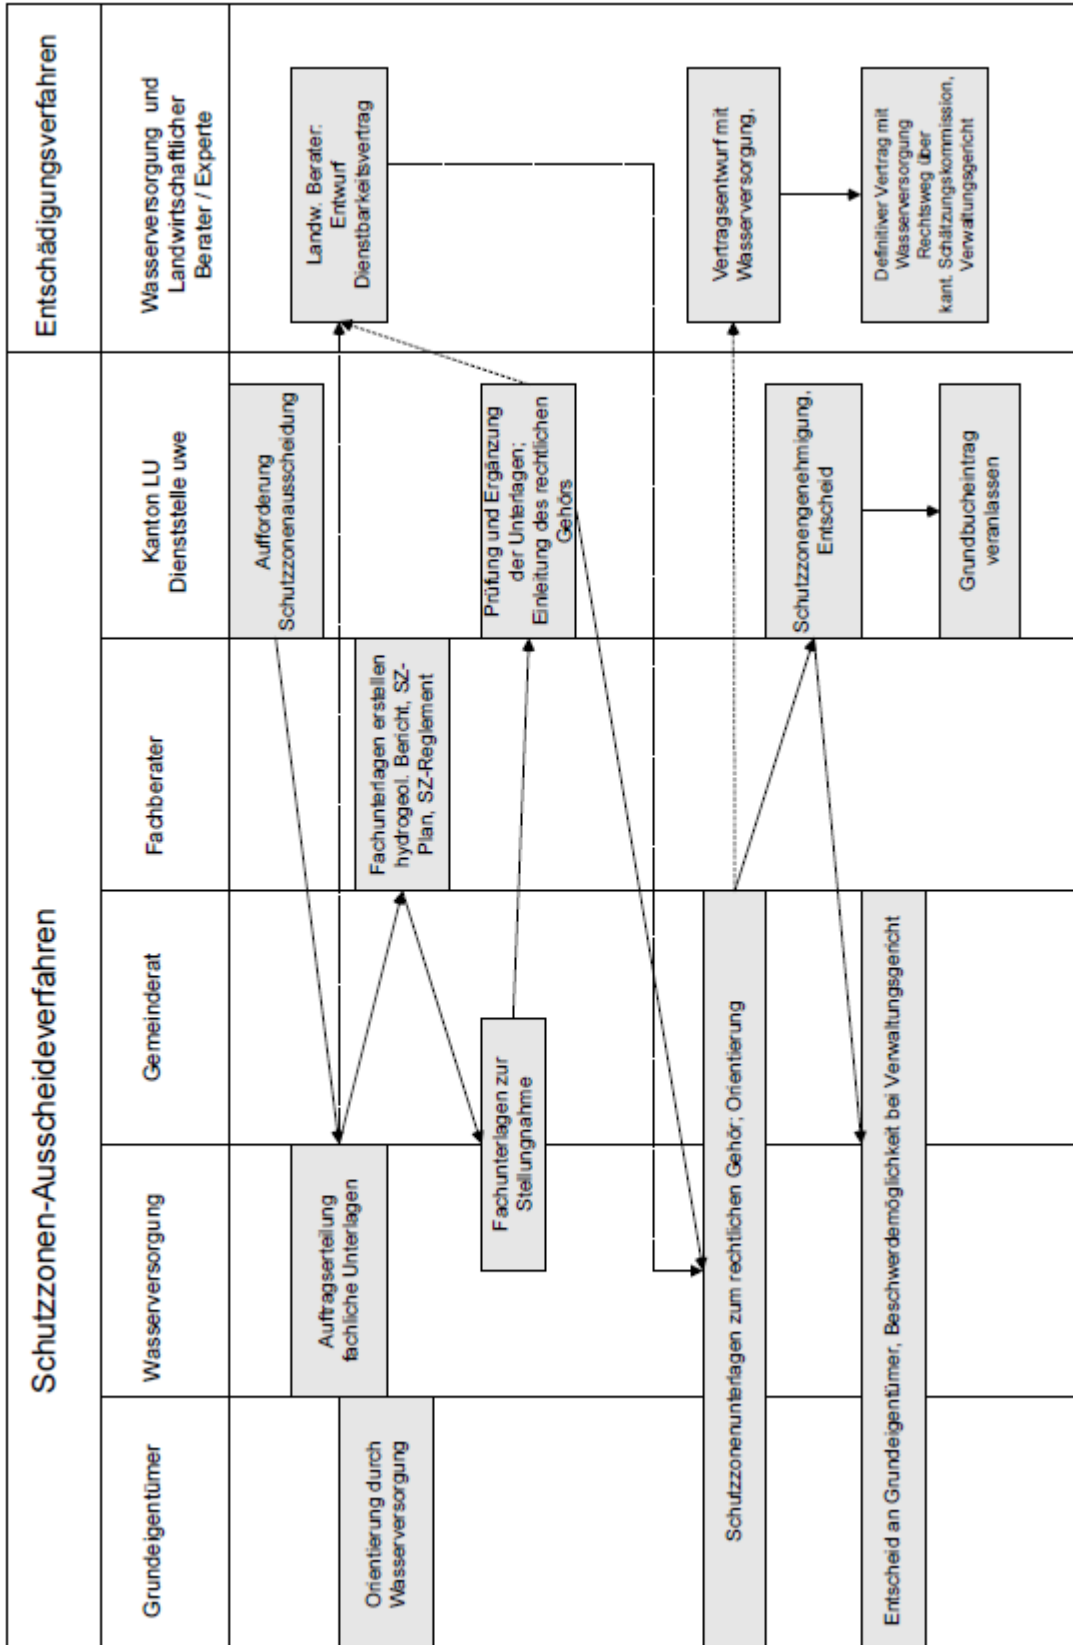 Schutzzonen-Ausscheideverfahren
Entschädigungsverfahren
Grundeigentümer
Wasserversorgung
Gemeinderat
Fachberater
Kanton LU
Dienststelle uwe
Wasserversorgung und
Landwirtschaftlicher
Berater / Experte
Aufforderung
Schutzzonenausscheidung
Auftragserteilung
fachliche Unterlagen
Landw. Berater:
Entwurf
Dienstbarkeitsvertrag
Orientierung durch
Wasserversorgung
Fachunterlagen erstellen
hydrogeol. Bericht, SZ-
Plan, SZ-Reglement
Fachunterlagen zur
Stellungnahme
Prüfung und Ergänzung
der Unterlagen;
Einleitung des rechtlichen
Gehörs
Schutzzonenunterlagen zum rechtlichen Gehör; Orientierung
Vertragsentwurf mit
Wasserversorgung,
Schutzzonengenehmigung,
Entscheid
Entscheid an Grundeigentümer, Beschwerdemöglichkeit bei Verwaltungsgericht
Definitiver Vertrag mit
Wasserversorgung
Rechtsweg über
kant. Schätzungskommission,
Verwaltungsgericht
Grundbucheintrag
veranlassen